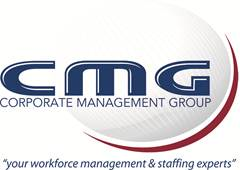 CMG
CORPORATE MANAGEMENT GROUP
"your workforce management & staffing experts"